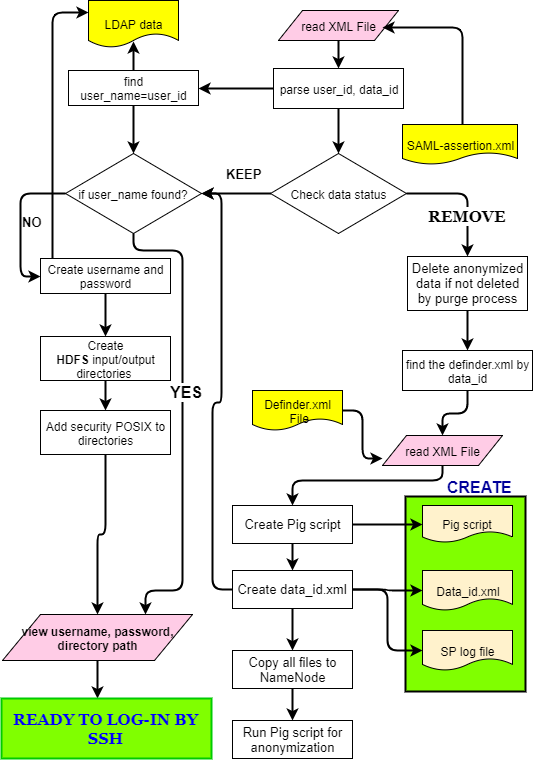 LDAP data
read XML File
find
user_name=user_id
parse user_id, data_id
SAML-assertion.xml
KEEP
if user_name found?
Check data status
NO
REMOVE
Create username and
password
Delete anonymized
data if not deleted
by purge process
Create
HDFS input/output
directories
find the definder.xml by
data_id
YES
Definder.xml
File
Add security POSIX to
directories
read XML File
CREATE
Create Pig script
Pig script
Create data_id.xml
Data_id.xml
view username, password,
directory path
SP log file
Copy all files to
NameNode
READY TO LOG-IN BY
SSH
Run Pig script for
anonymization